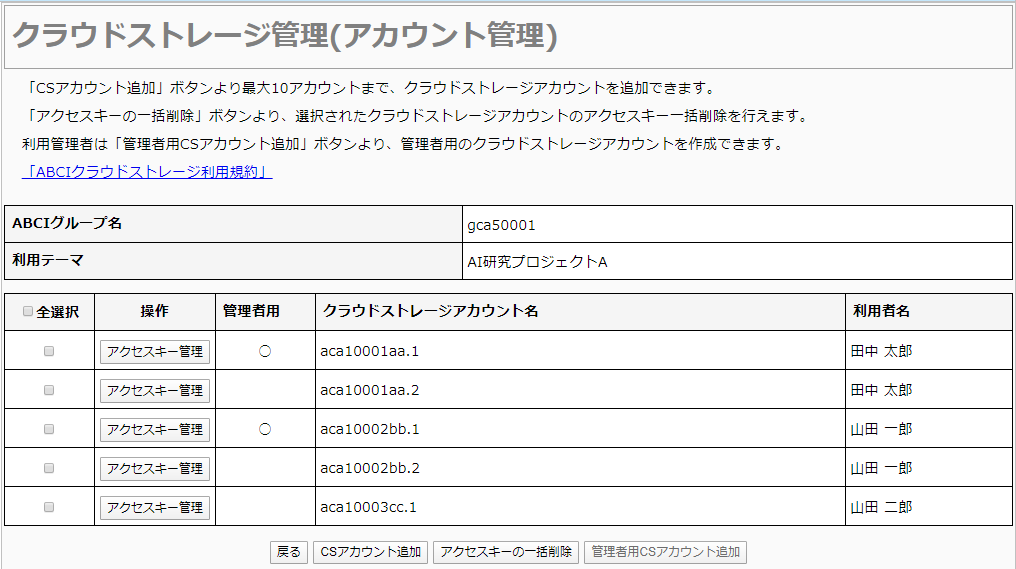 クラウドストレージ管理(アカウント管理)
「CSアカウント追加」ボタンより最大10アカウントまで、クラウドストレージアカウントを追加できます。
「アクセスキーの一括削除」ボタンより、選択されたクラウドストレージアカウントのアクセスキー一括削除を行えます。
利用管理者は「管理者用CSアカウント追加」ボタンより、管理者用のクラウドストレージアカウントを作成できます。
「ABCIクラウドストレージ利用規約」
ABCIグループ名 gca50001
利用テーマ AI研究プロジェクトA
全選択 操作 管理者用 クラウドストレージアカウント名 利用者名
アクセスキー管理 ○ aca10001aa.1 田中 太郎
アクセスキー管理 aca10001aa.2 田中 太郎
アクセスキー管理 ○ aca10002bb.1 山田 一郎
アクセスキー管理 aca10002bb.2 山田 一郎
アクセスキー管理 aca10003cc.1 山田 二郎
戻る CSアカウント追加 アクセスキーの一括削除 管理者用CSアカウント追加